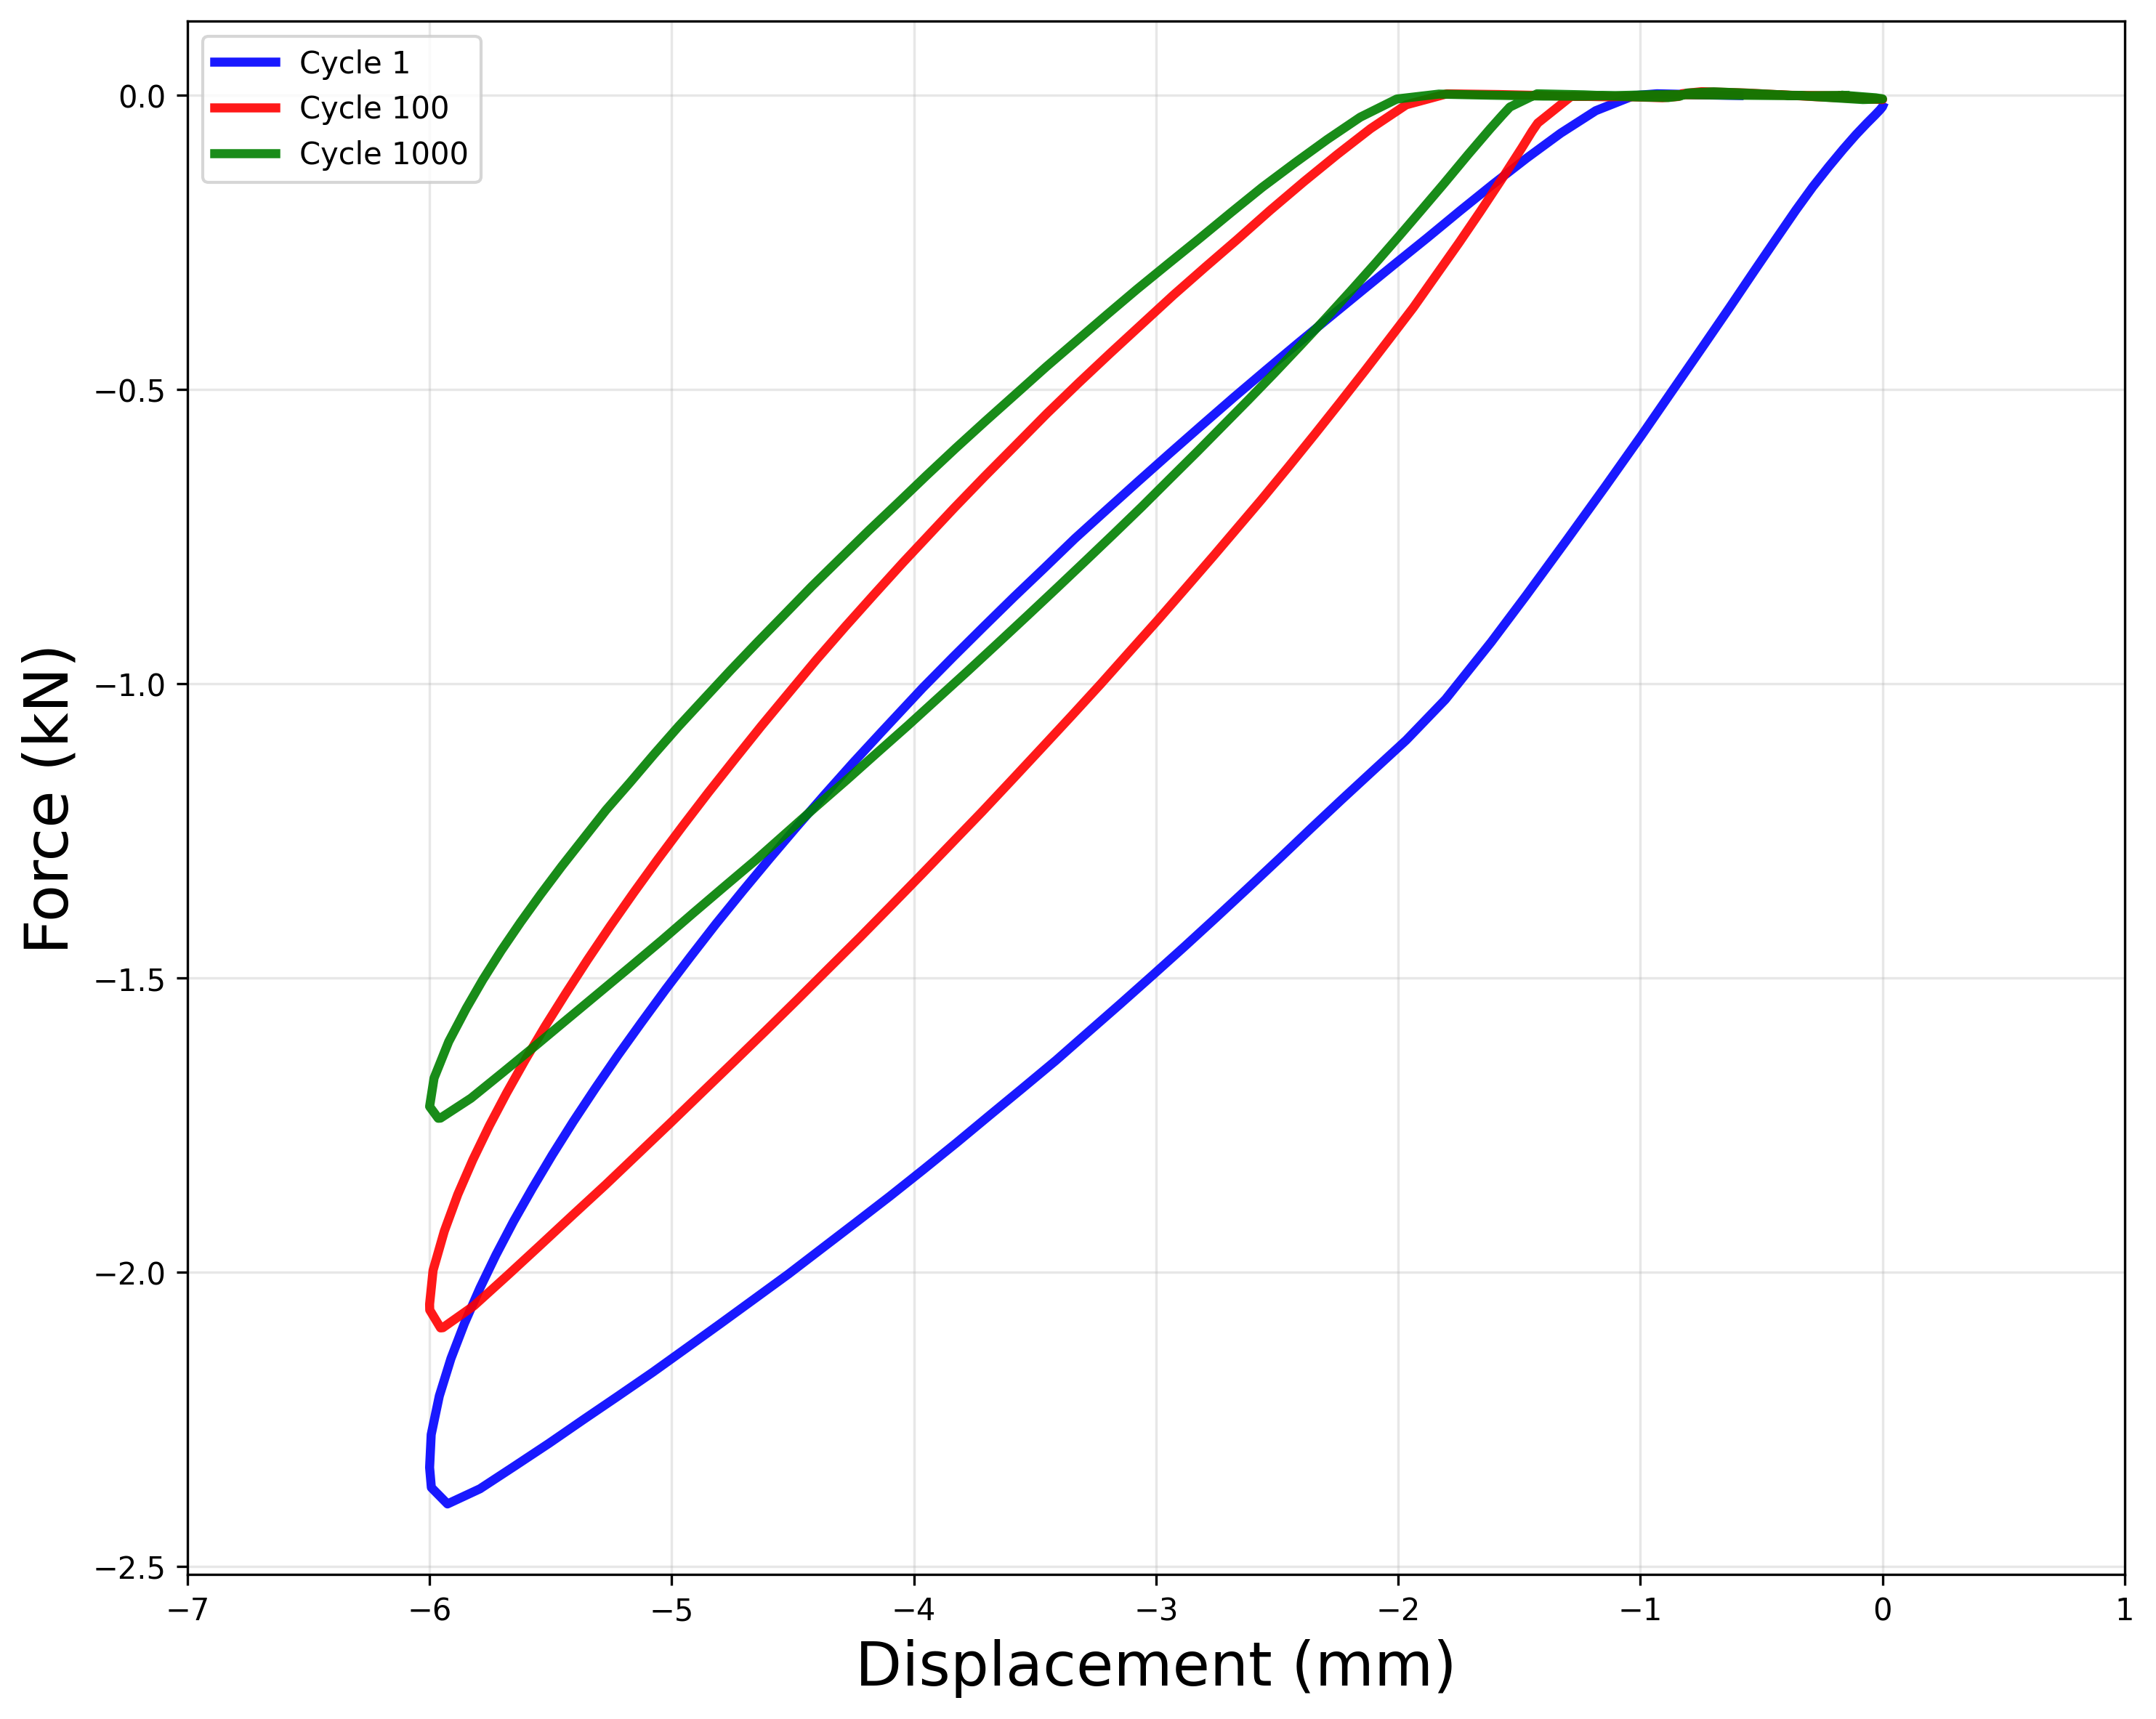 Cycle 1
Cycle 100
Cycle 1000
0.0
−0.5
−1.0
−1.5
−2.0
−2.5
Force (kN)
−7 −6 −5 −4 −3 −2 −1 0 1
Displacement (mm)